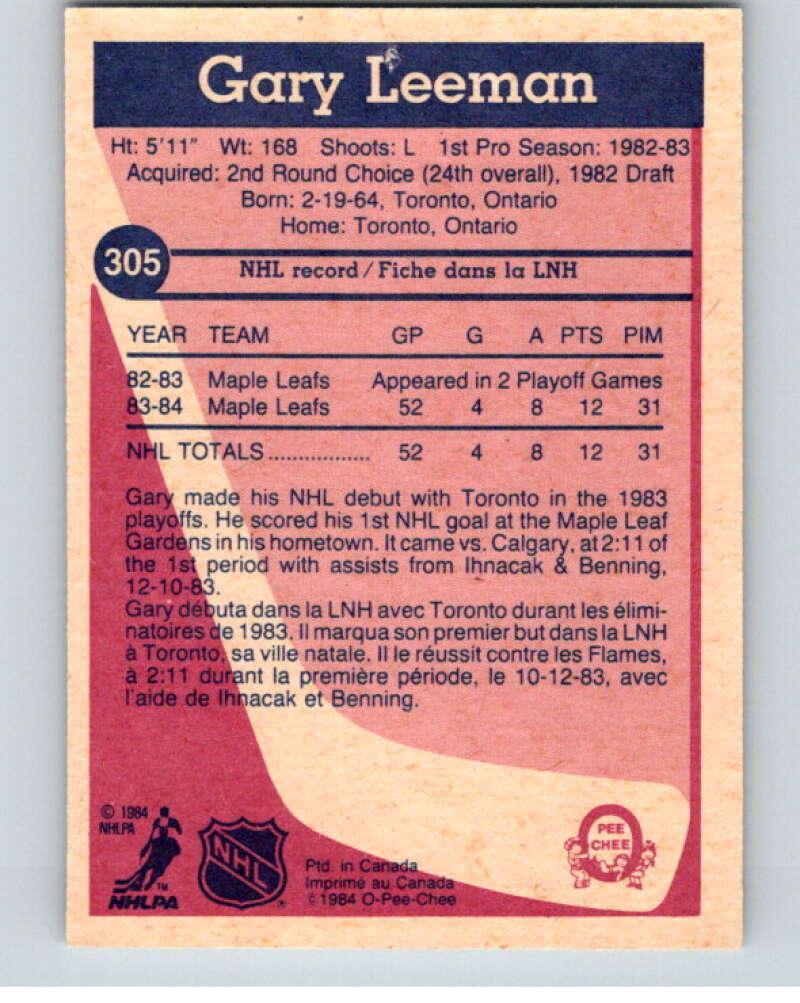 Gary Leeman
Ht: 5'11" Wt: 168 Shoots: L 1st Pro Season: 1982-83
Acquired: 2nd Round Choice (24th overall), 1982 Draft
Born: 2-19-64, Toronto, Ontario
Home: Toronto, Ontario
305
NHL record/Fiche dans la LNH
YEAR TEAM GP G A PTS PIM
82-83 Maple Leafs Appeared in 2 Playoff Games
83-84 Maple Leafs 52 4 8 12 31
NHL TOTALS................. 52 4 8 12 31
Gary made his NHL debut with Toronto in the 1983
playoffs. He scored his 1st NHL goal at the Maple Leaf
Gardens in his hometown. It came vs. Calgary, at 2:11 of
the 1st period with assists from Ihnacak & Benning,
12-10-83.
Gary débuta dans la LNH avec Toronto durant les élimi-
natoires de 1983. Il marqua son premier but dans la LNH
à Toronto, sa ville natale. Il le réussit contre les Flames,
à 2:11 durant la première période, le 10-12-83, avec
l'aide de Ihnacak et Benning.
© 1984
NHLPA
TM
NHLPA
NHL
®
Ptd. in Canada
Imprimé au Canada
© 1984 O-Pee-Chee
PEE
CHEE